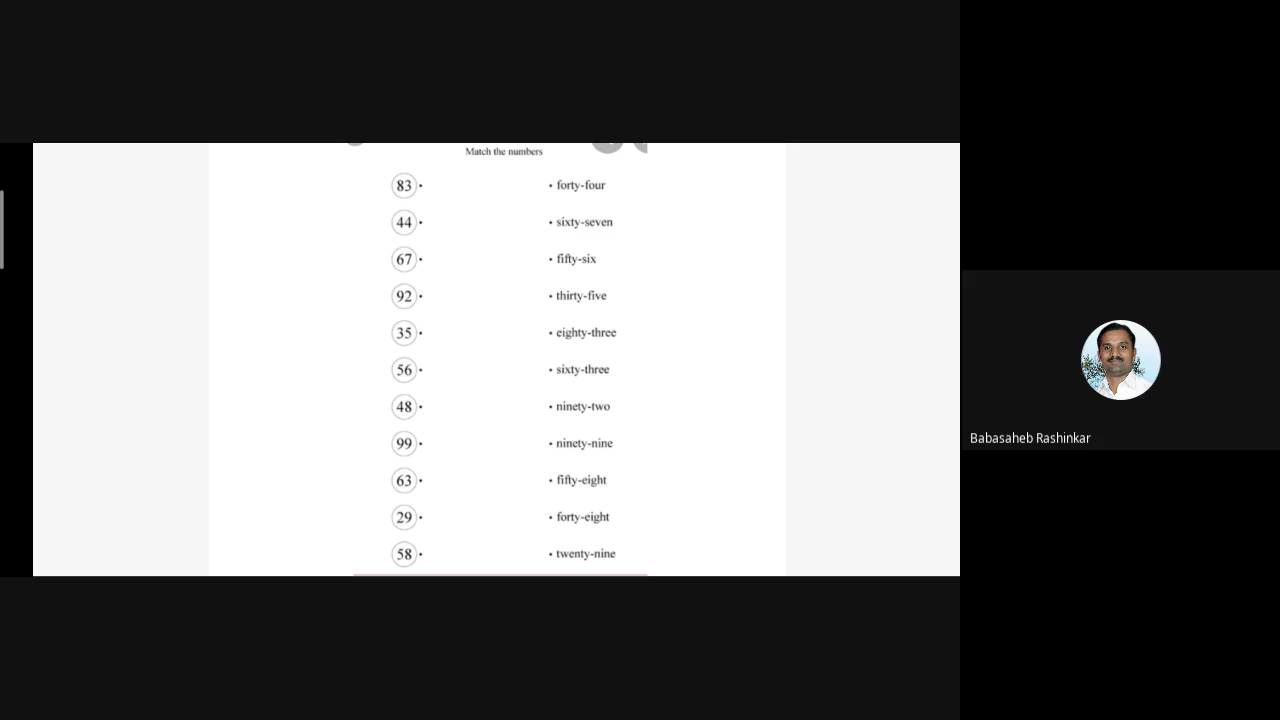 Match the numbers
83 • • forty-four
44 • • sixty-seven
67 • • fifty-six
92 • • thirty-five
35 • • eighty-three
56 • • sixty-three
48 • • ninety-two
99 • • ninety-nine
63 • • fifty-eight
29 • • forty-eight
58 • • twenty-nine
Babasaheb Rashinkar